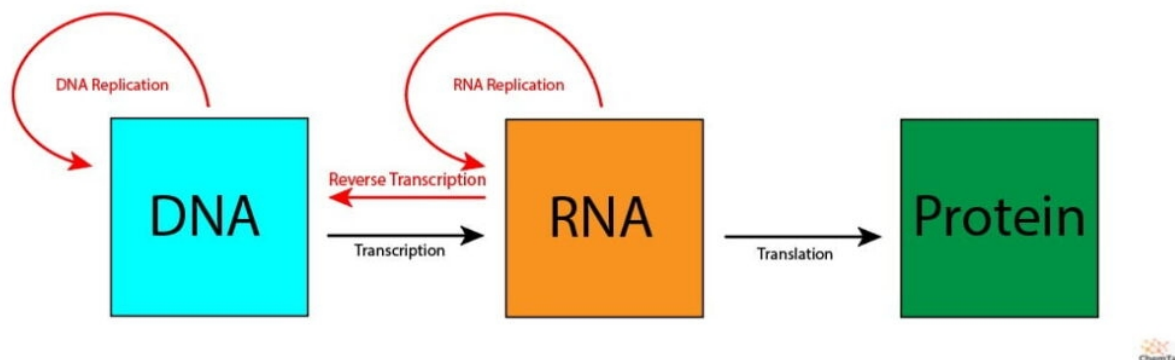 DNA Replication
RNA Replication
DNA
Reverse Transcription
Transcription
RNA
Translation
Protein